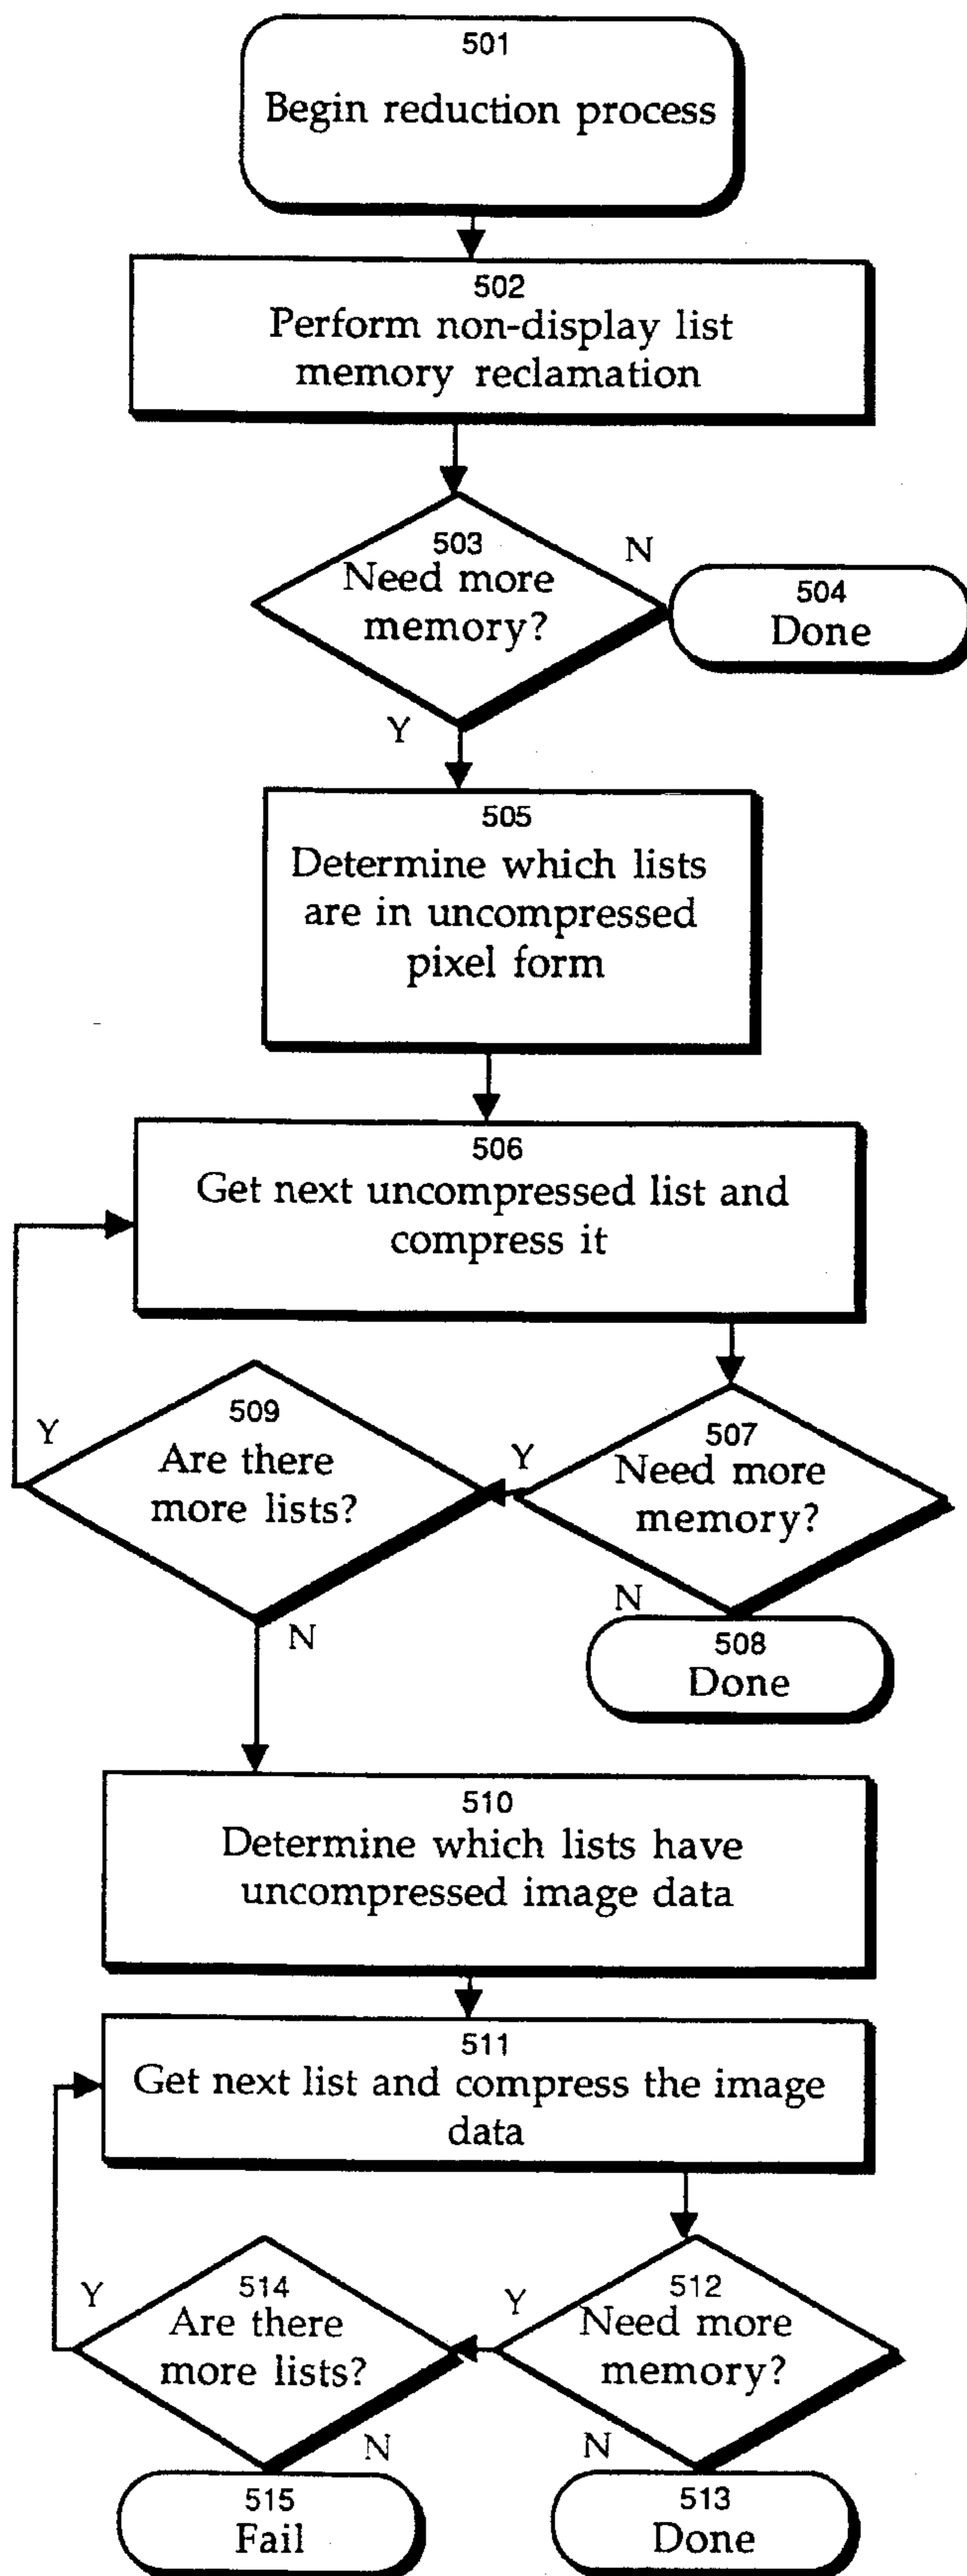 501
Begin reduction process
502
Perform non-display list
memory reclamation
503
Need more
memory?
N
504
Done
Y
505
Determine which lists
are in uncompressed
pixel form
506
Get next uncompressed list and
compress it
Y
509
Are there
more lists?
Y
507
Need more
memory?
N
N
508
Done
510
Determine which lists have
uncompressed image data
511
Get next list and compress the image
data
Y
514
Are there
more lists?
Y
512
Need more
memory?
N
N
515
Fail
513
Done